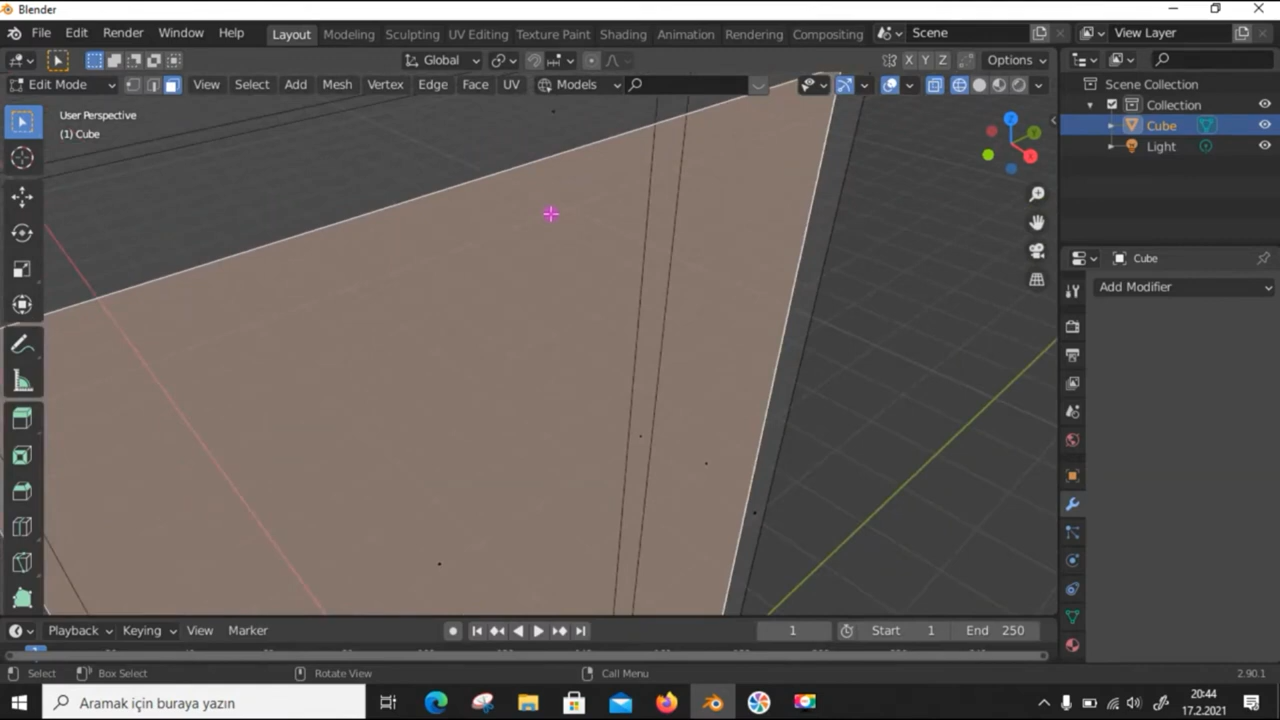 Blender
File Edit Render Window Help Layout Modeling Sculpting UV Editing Texture Paint Shading Animation Rendering Compositing Scene View Layer
Global X Y Z Options
Edit Mode View Select Add Mesh Vertex Edge Face UV Models
Scene Collection
Collection
Cube
Light
User Perspective
(1) Cube
Z
Y
X
Cube
Add Modifier
Playback Keying View Marker 1 Start 1 End 250
Select Box Select Rotate View Call Menu 2.90.1
Aramak için buraya yazın
20:44
17.2.2021